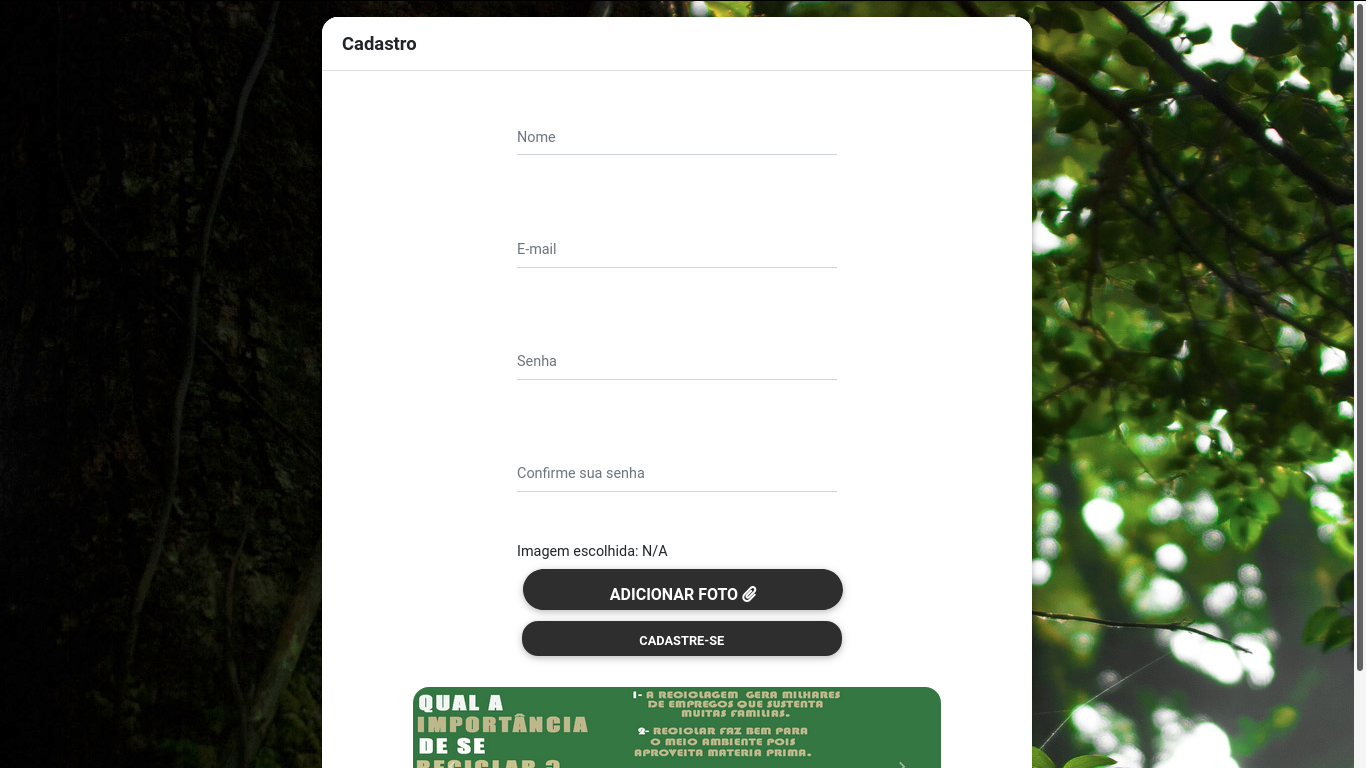 Cadastro
Nome
E-mail
Senha
Confirme sua senha
Imagem escolhida: N/A
ADICIONAR FOTO
CADASTRE-SE
QUAL A
IMPORTÂNCIA
DE SE
RECICLAR ?
1- A RECICLAGEM GERA MILHARES
DE EMPREGOS QUE SUSTENTA
MUITAS FAMILIAS.
2- RECICLAR FAZ BEM PARA
O MEIO AMBIENTE POIS
APROVEITA MATERIA PRIMA.